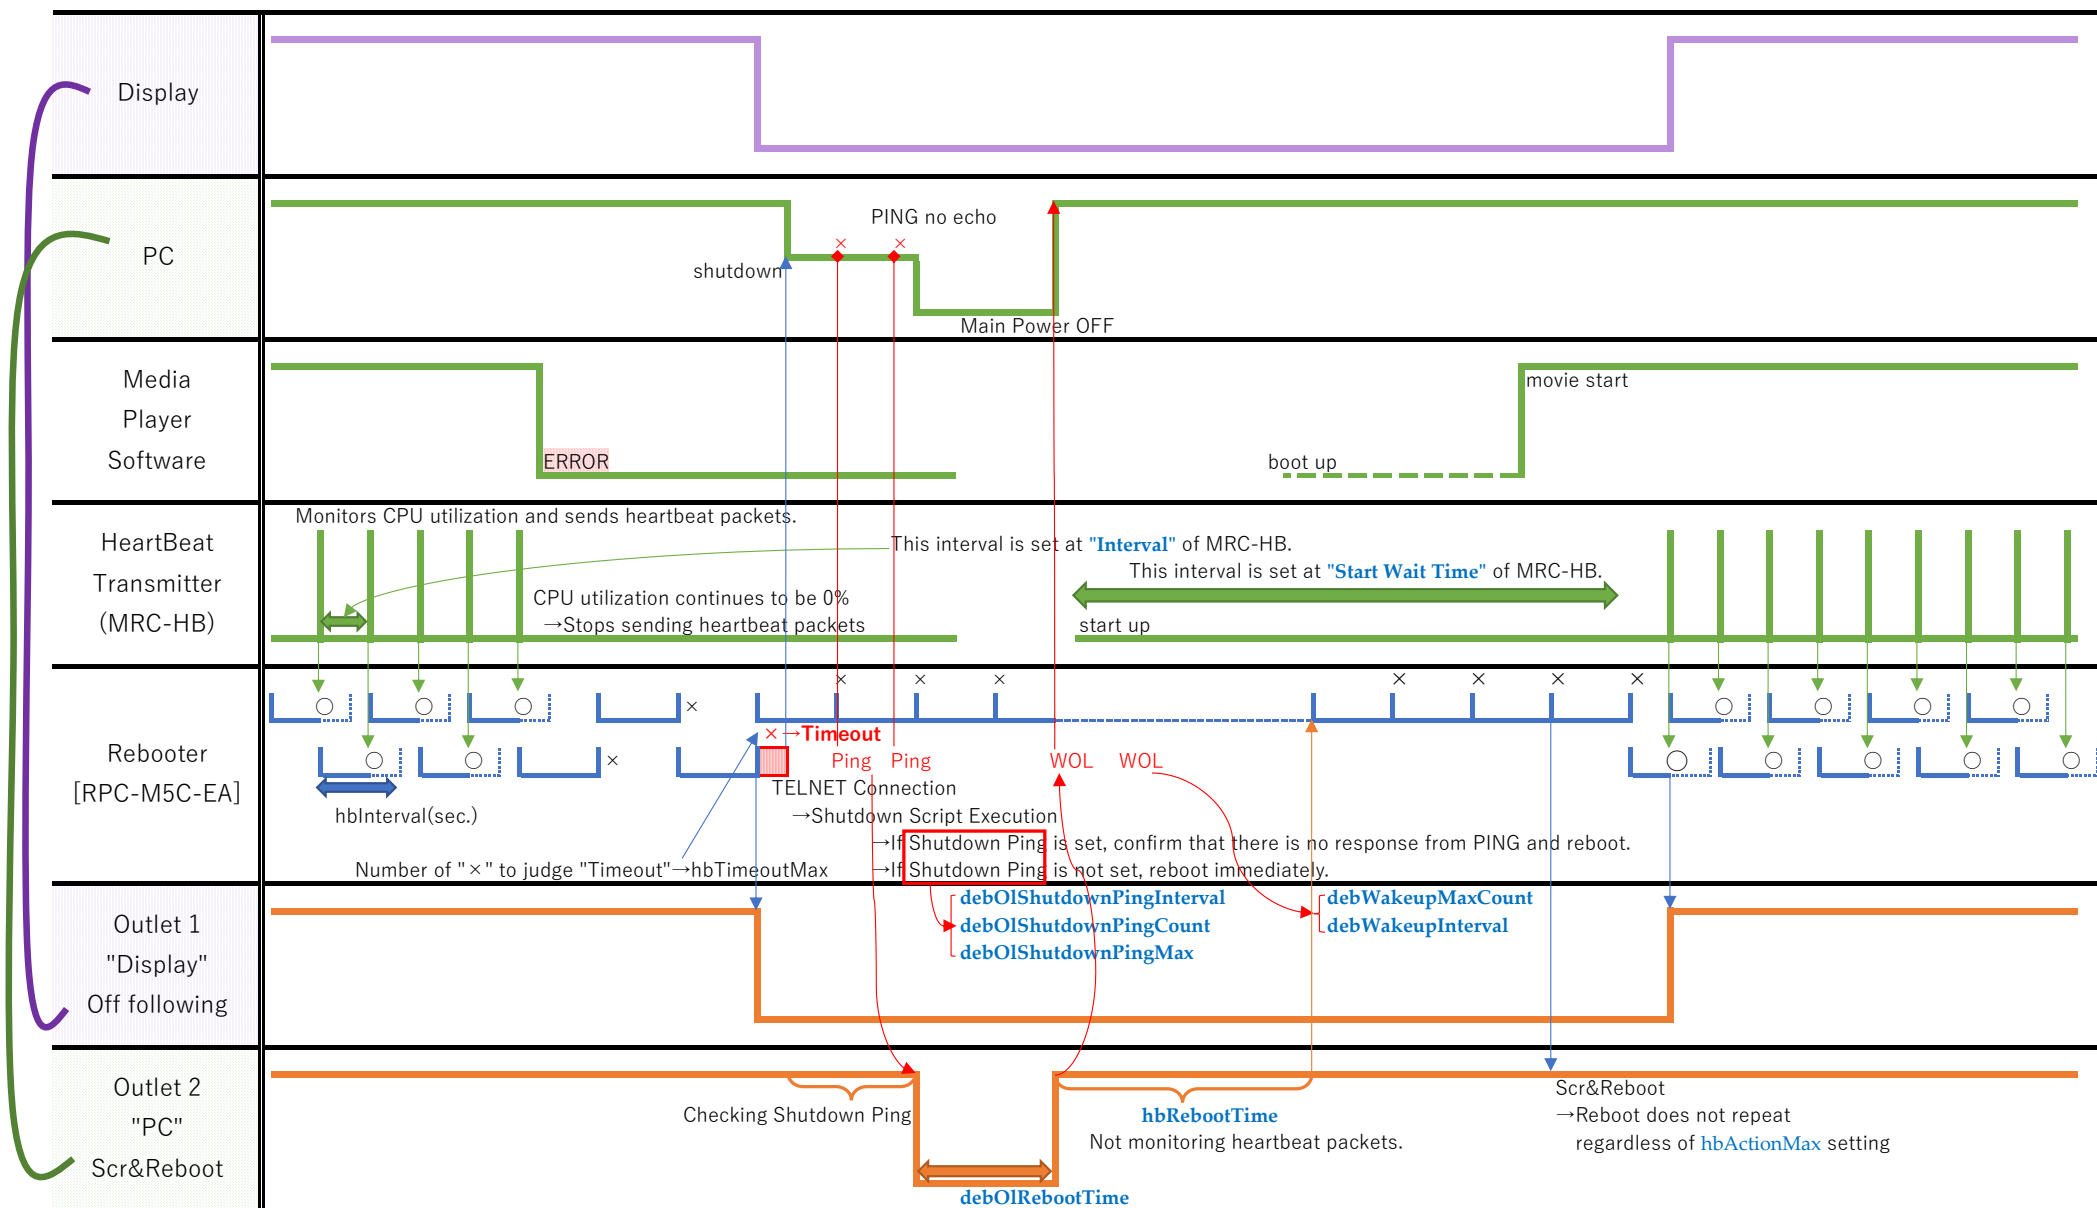 Display
PC
PING no echo
×
×
shutdown
Main Power OFF
Media
Player
Software
ERROR
movie start
boot up
HeartBeat
Transmitter
(MRC-HB)
Monitors CPU utilization and sends heartbeat packets.
This interval is set at "Interval" of MRC-HB.
This interval is set at "Start Wait Time" of MRC-HB.
CPU utilization continues to be 0%
→Stops sending heartbeat packets
start up
Rebooter
[RPC-M5C-EA]
× × × × × × ×
○ ○ ○ × ○ ○ ○ ○
× →Timeout
○ ○ × ○ ○ ○ ○ ○
Ping Ping WOL WOL
TELNET Connection
hbInterval(sec.)
→Shutdown Script Execution
→If Shutdown Ping is set, confirm that there is no response from PING and reboot.
Number of "×" to judge "Timeout"→hbTimeoutMax
→If Shutdown Ping is not set, reboot immediately.
Outlet 1
"Display"
Off following
debOlShutdownPingInterval
debOlShutdownPingCount
debOlShutdownPingMax
debWakeupMaxCount
debWakeupInterval
Outlet 2
"PC"
Scr&Reboot
Checking Shutdown Ping
hbRebootTime
Not monitoring heartbeat packets.
Scr&Reboot
→Reboot does not repeat
regardless of hbActionMax setting
debOlRebootTime